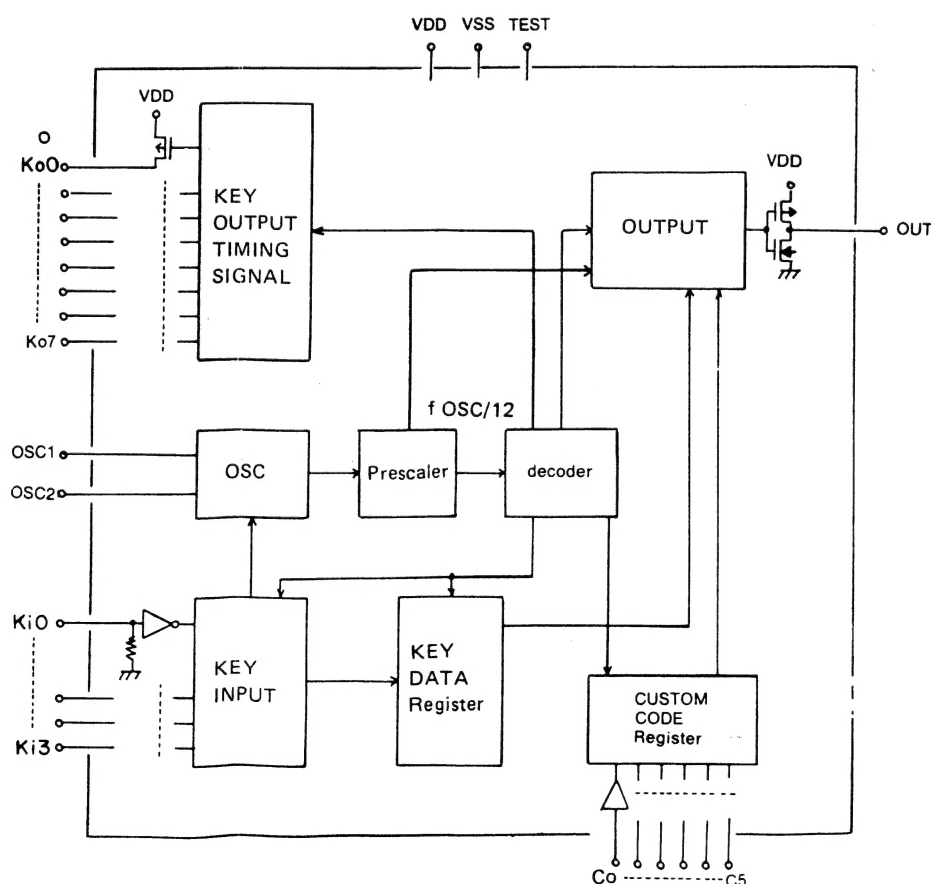 VDD VSS TEST
VDD
O
Ko0
KEY
OUTPUT
TIMING
SIGNAL
Ko7
VDD
OUTPUT
OUT
f OSC/12
OSC1
OSC2
OSC
Prescaler
decoder
Ki0
Ki3
KEY
INPUT
KEY
DATA
Register
CUSTOM
CODE
Register
Co
C5